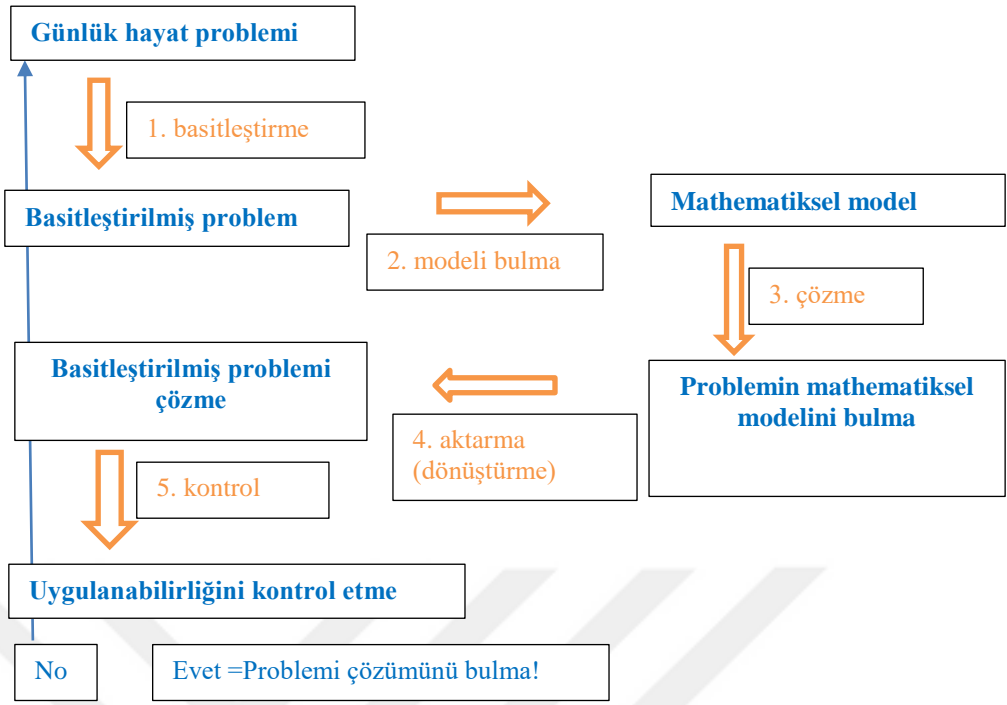 Günlük hayat problemi
1. basitleştirme
Basitleştirilmiş problem
Mathematiksel model
2. modeli bulma
3. çözme
Basitleştirilmiş problemi
çözme
Problemin mathematiksel
modelini bulma
4. aktarma
(dönüştürme)
5. kontrol
Uygulanabilirliğini kontrol etme
No
Evet =Problemi çözümünü bulma!